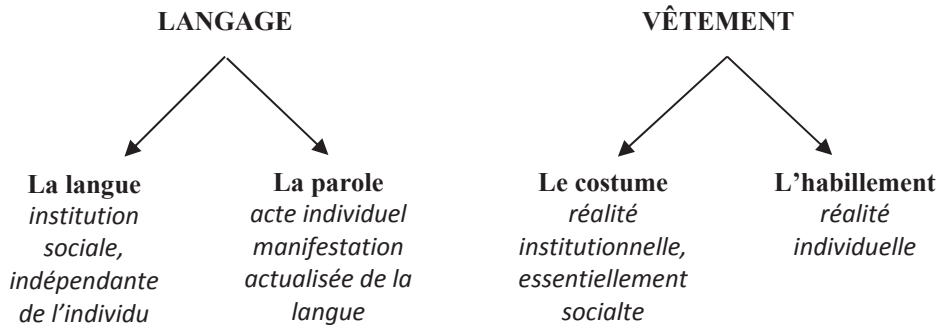 LANGAGE
La langue
institution
sociale,
indépendante
de l'individu
La parole
acte individuel
manifestation
actualisée de la
langue
VÊTEMENT
Le costume
réalité
institutionnelle,
essentiellement
socialte
L'habillement
réalité
individuelle